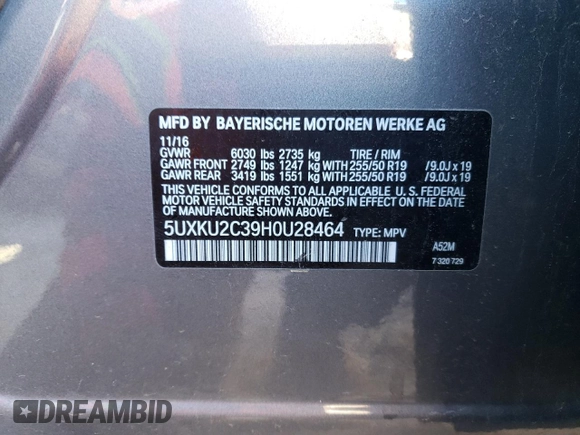 MFD BY BAYERISCHE MOTOREN WERKE AG
11/16
GVWR 6030 lbs 2735 kg TIRE / RIM
GAWR FRONT 2749 lbs 1247 kg WITH 255/50 R19 /9.0J x 19
GAWR REAR 3419 lbs 1551 kg WITH 255/50 R19 /9.0J x 19
THIS VEHICLE CONFORMS TO ALL APPLICABLE U. S. FEDERAL
MOTOR VEHICLE SAFETY STANDARDS IN EFFECT ON THE DATE OF
MANUFACTURE SHOWN ABOVE.
5UXKU2C39H0U28464 TYPE: MPV
A52M
7 320 729
DREAMBID